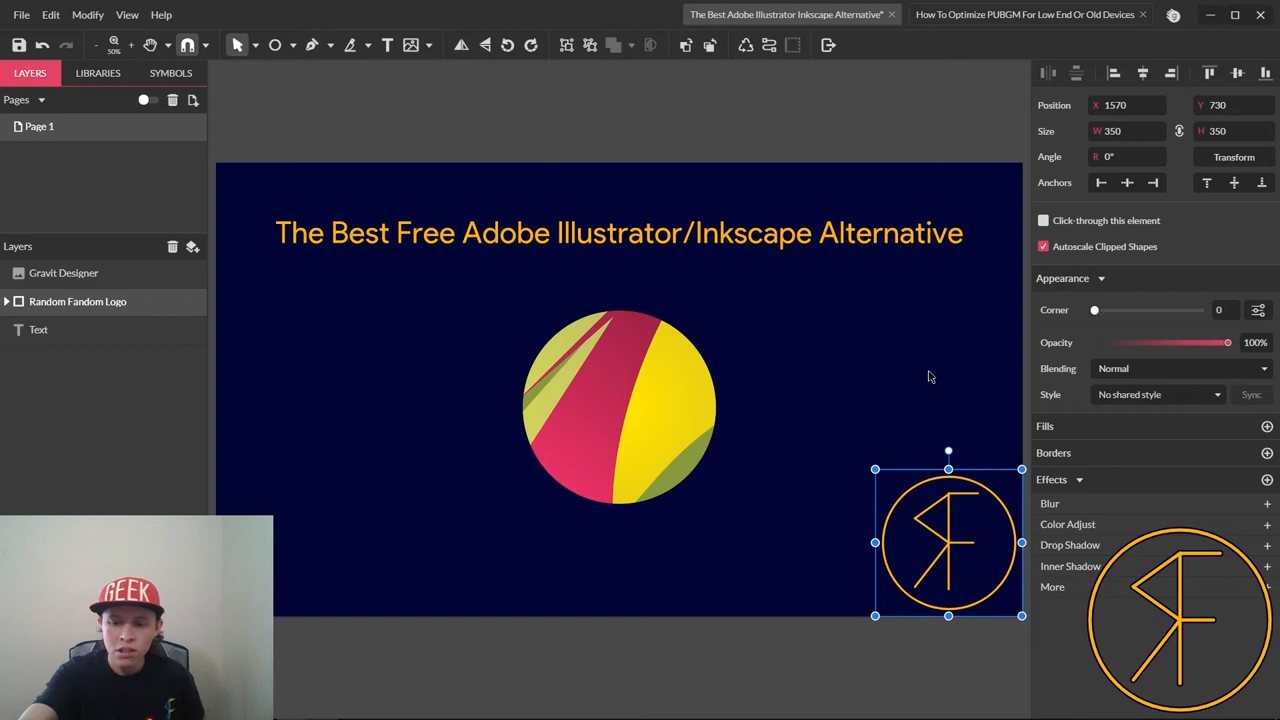 File Edit Modify View Help
The Best Adobe Illustrator Inkscape Alternative*
How To Optimize PUBGM For Low End Or Old Devices
50%
LAYERS LIBRARIES SYMBOLS
Pages
Page 1
Layers
Gravit Designer
Random Fandom Logo
Text
The Best Free Adobe Illustrator/Inkscape Alternative
GEEK
Position X 1570 Y 730
Size W 350 H 350
Angle R 0° Transform
Anchors
Click-through this element
Autoscale Clipped Shapes
Appearance
Corner 0
Opacity 100%
Blending Normal
Style No shared style Sync
Fills
Borders
Effects
Blur
Color Adjust
Drop Shadow
Inner Shadow
More